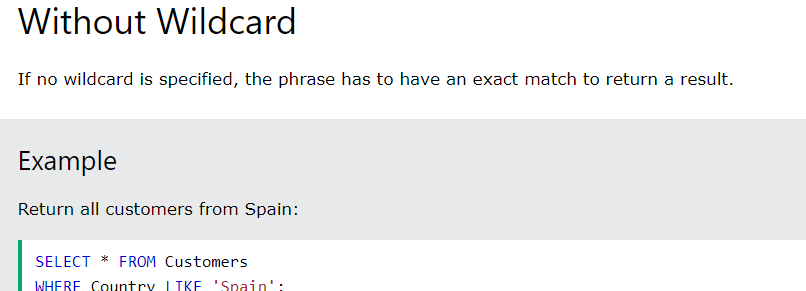 Without Wildcard
If no wildcard is specified, the phrase has to have an exact match to return a result.
Example
Return all customers from Spain:
SELECT * FROM Customers
WHERE Country LIKE 'Spain';